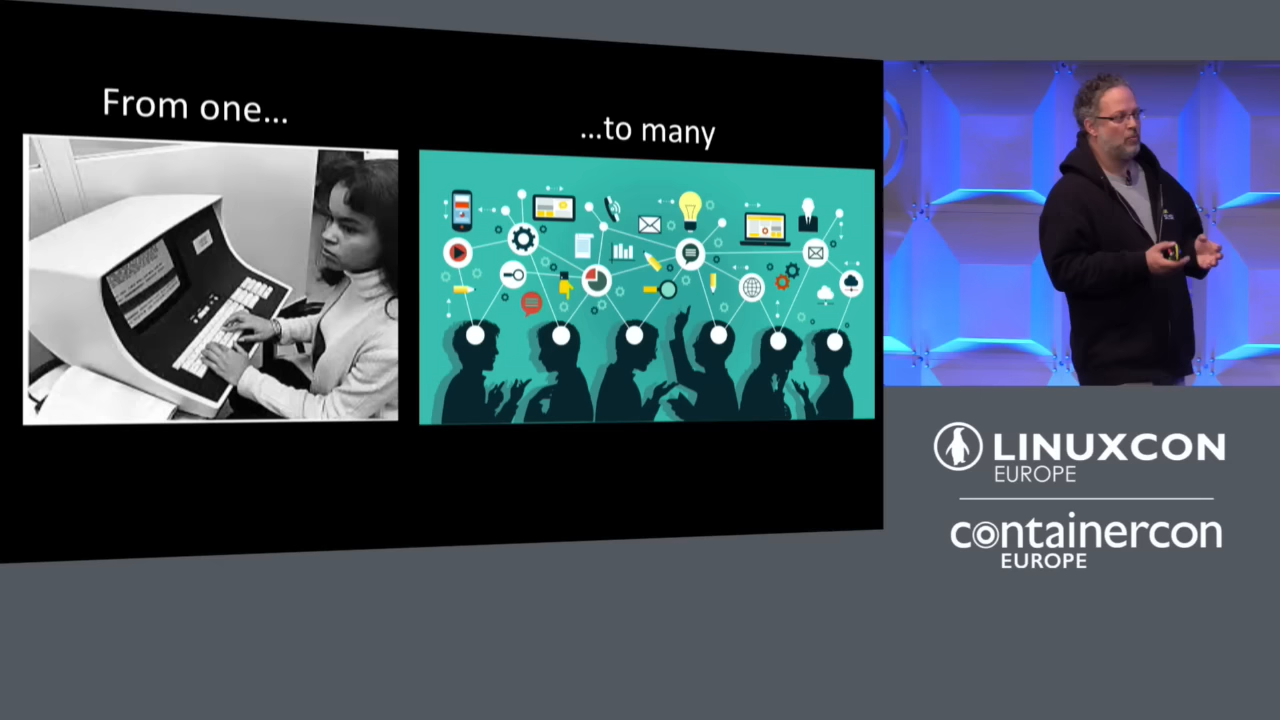 From one...
...to many
LINUXCON
EUROPE
containercon
EUROPE